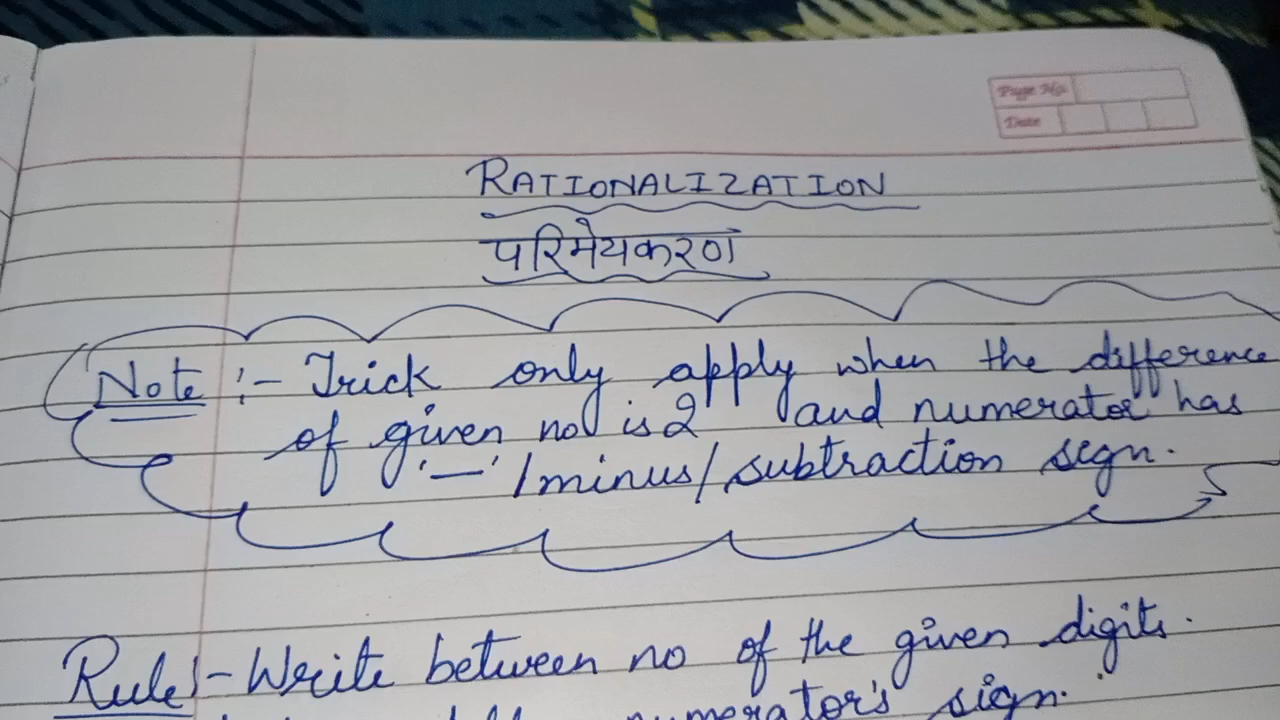 Page No.
Date
RATIONALIZATION
परिमेयकरण
Note :- Trick only apply when the difference
of given no is 2 and numerator has
'—' /minus/subtraction sign.
Rule :- Write between no of the given digits.
numerator's sign.